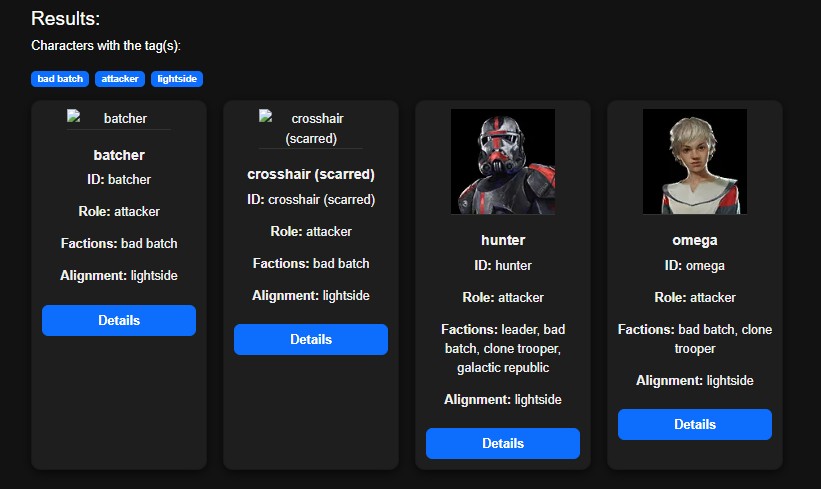 Results:
Characters with the tag(s):
bad batch attacker lightside
batcher
batcher
ID: batcher
Role: attacker
Factions: bad batch
Alignment: lightside
Details
crosshair
(scarred)
crosshair (scarred)
ID: crosshair (scarred)
Role: attacker
Factions: bad batch
Alignment: lightside
Details
hunter
ID: hunter
Role: attacker
Factions: leader, bad
batch, clone trooper,
galactic republic
Alignment: lightside
Details
omega
ID: omega
Role: attacker
Factions: bad batch, clone
trooper
Alignment: lightside
Details